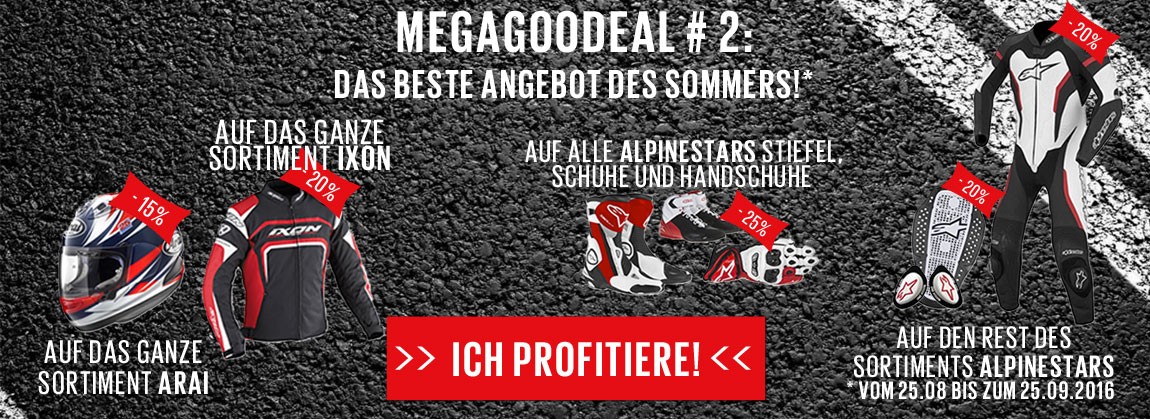 MEGAGOODEAL # 2:
DAS BESTE ANGEBOT DES SOMMERS!*
AUF DAS GANZE
SORTIMENT IXON
- 20%
IXON
- 15%
Arai
AUF DAS GANZE
SORTIMENT ARAI
AUF ALLE ALPINESTARS STIEFEL,
SCHUHE UND HANDSCHUHE
- 25%
>> ICH PROFITIERE! <<
- 20%
- 20%
AUF DEN REST DES
SORTIMENTS ALPINESTARS
* VOM 25.08 BIS ZUM 25.09.2016